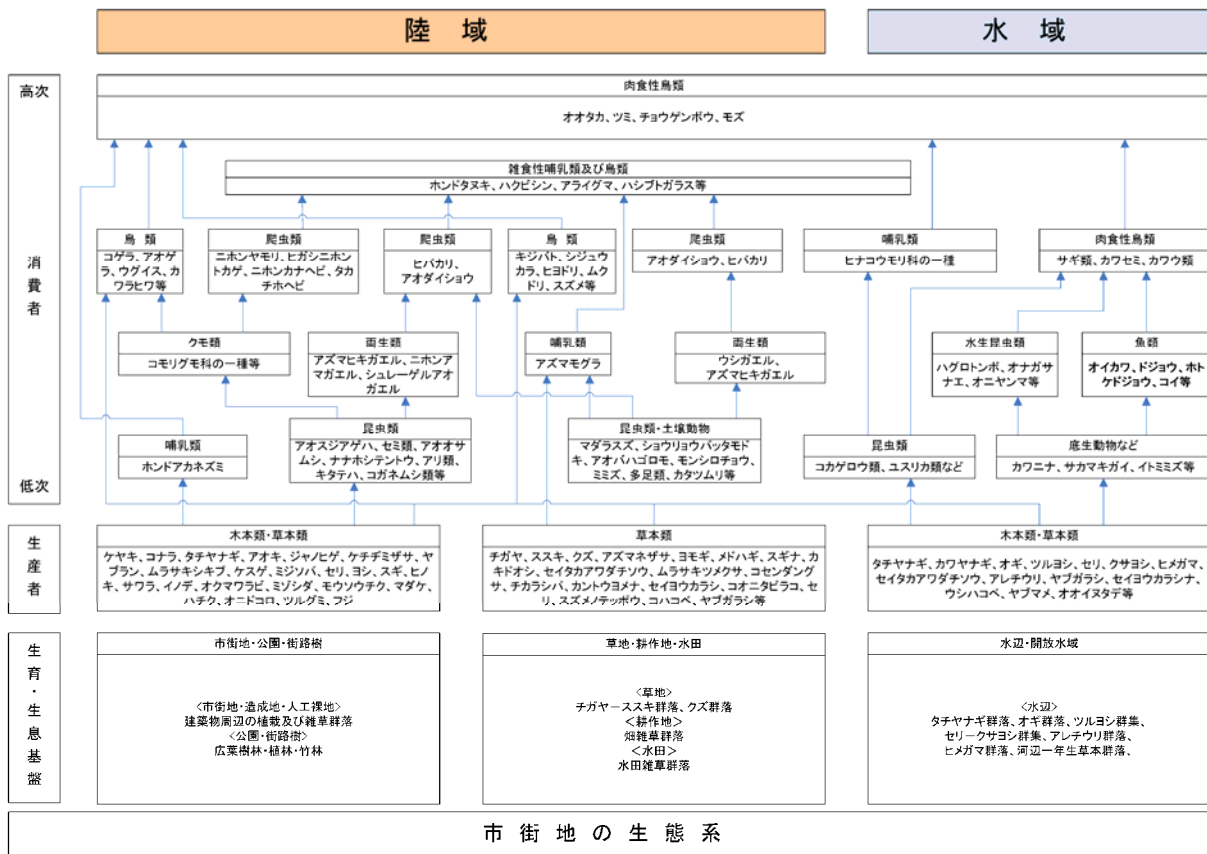 陸 域
水 域
高次
消費者
低次
肉食性鳥類
オオタカ、ツミ、チョウゲンボウ、モズ
雑食性哺乳類及び鳥類
ホンドタヌキ、ハクビシン、アライグマ、ハシブトガラス等
鳥 類
コゲラ、アオゲ
ラ、ウグイス、カ
ワラヒワ等
爬虫類
ニホンヤモリ、ヒガシニホン
トカゲ、ニホンカナヘビ、タカ
チホヘビ
爬虫類
ヒバカリ、
アオダイショウ
鳥 類
キジバト、シジュウ
カラ、ヒヨドリ、ムク
ドリ、スズメ等
爬虫類
アオダイショウ、ヒバカリ
哺乳類
ヒナコウモリ科の一種
肉食性鳥類
サギ類、カワセミ、カワウ類
クモ類
コモリグモ科の一種等
両生類
アズマヒキガエル、ニホンア
マガエル、シュレーゲルアオ
ガエル
哺乳類
アズマモグラ
両生類
ウシガエル、
アズマヒキガエル
水生昆虫類
ハグロトンボ、オナガサ
ナエ、オニヤンマ等
魚類
オイカワ、ドジョウ、ホト
ケドジョウ、コイ等
哺乳類
ホンドアカネズミ
昆虫類
アオスジアゲハ、セミ類、アオオサ
ムシ、ナナホシテントウ、アリ類、
キタテハ、コガネムシ類等
昆虫類・土壌動物
マダラスズ、ショウリョウバッタモド
キ、アオバハゴロモ、モンシロチョウ、
ミミズ、多足類、カタツムリ等
昆虫類
コカゲロウ類、ユスリカ類など
底生動物など
カワニナ、サカマキガイ、イトミミズ等
生産者
木本類・草本類
ケヤキ、コナラ、タチヤナギ、アオキ、ジャノヒゲ、ケチヂミザサ、ヤ
ブラン、ムラサキシキブ、ケスゲ、ミジソバ、セリ、ヨシ、スギ、ヒノ
キ、サワラ、イノデ、オクマワラビ、ミゾシダ、モウソウチク、マダケ、
ハチク、オニドコロ、ツルグミ、フジ
草本類
チガヤ、ススキ、クズ、アズマネザサ、ヨモギ、メドハギ、スギナ、カ
キドオシ、セイタカアワダチソウ、ムラサキツメクサ、コセンダング
サ、チカラシバ、カントウヨメナ、セイヨウカラシ、コオニタビラコ、セ
リ、スズメノテッポウ、コハコベ、ヤブガラシ等
木本類・草本類
タチヤナギ、カワヤナギ、オギ、ツルヨシ、セリ、クサヨシ、ヒメガマ、
セイタカアワダチソウ、アレチウリ、ヤブガラシ、セイヨウカラシナ、
ウシハコベ、ヤブマメ、オオイヌタデ等
生育・生息基盤
市街地・公園・街路樹
<市街地・造成地・人工裸地>
建築物周辺の植栽及び雑草群落
<公園・街路樹>
広葉樹林・植林・竹林
草地・耕作地・水田
<草地>
チガヤーススキ群落、クズ群落
<耕作地>
畑雑草群落
<水田>
水田雑草群落
水辺・開放水域
<水辺>
タチヤナギ群落、オギ群落、ツルヨシ群集、
セリークサヨシ群集、アレチウリ群落、
ヒメガマ群落、河辺一年生草本群落、
市 街 地 の 生 態 系